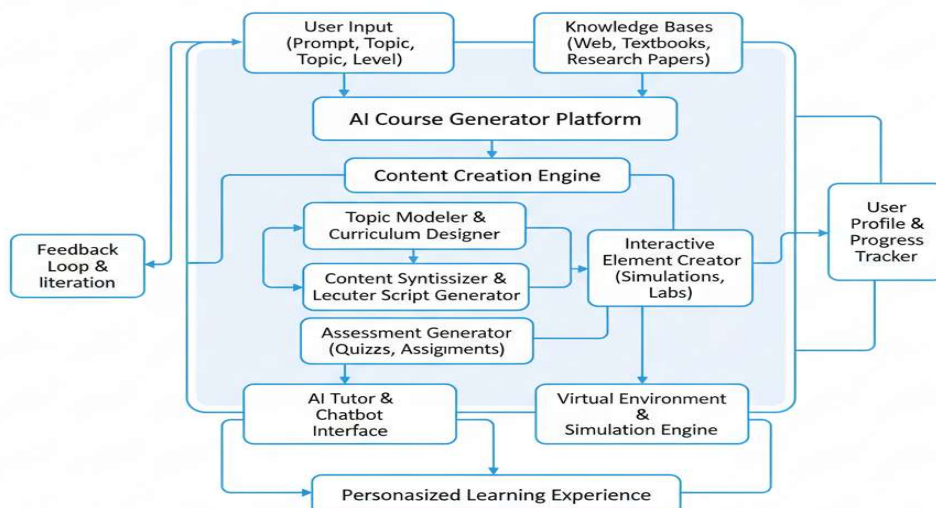 User Input
(Prompt, Topic,
Topic, Level)
Knowledge Bases
(Web, Textbooks,
Research Papers)
AI Course Generator Platform
Content Creation Engine
Topic Modeler &
Curriculum Designer
Content Syntissizer &
Lecuter Script Generator
Interactive
Element Creator
(Simulations,
Labs)
User
Profile &
Progress
Tracker
Feedback
Loop &
literation
Assessment Generator
(Quizzs, Assigments)
AI Tutor &
Chatbot
Interface
Virtual Environment
&
Simulation Engine
Personasized Learning Experience